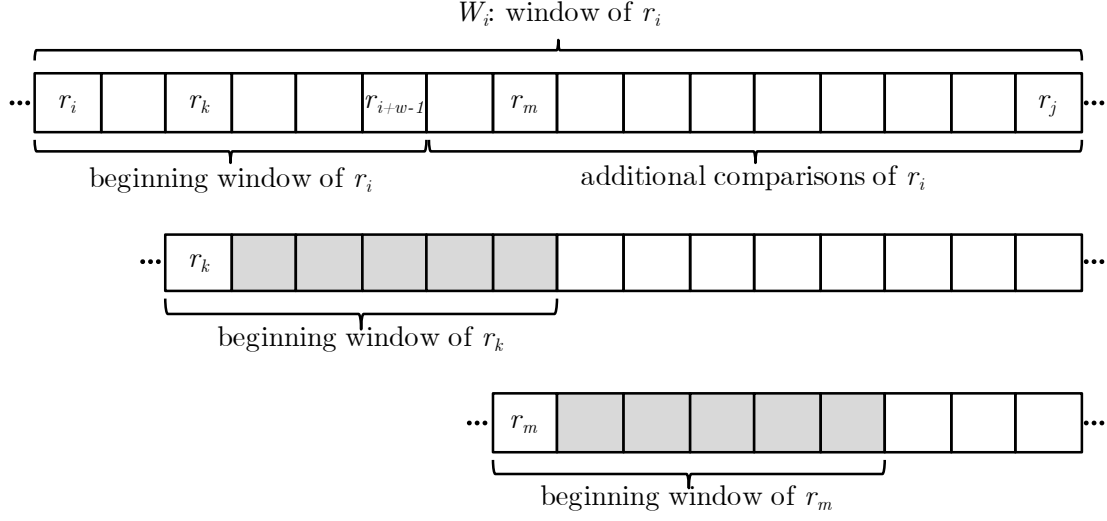 W_i: window of r_i
... r_i r_k r_{i+w-1} r_m r_j ...
beginning window of r_i additional comparisons of r_i
... r_k ...
beginning window of r_k
... r_m ...
beginning window of r_m